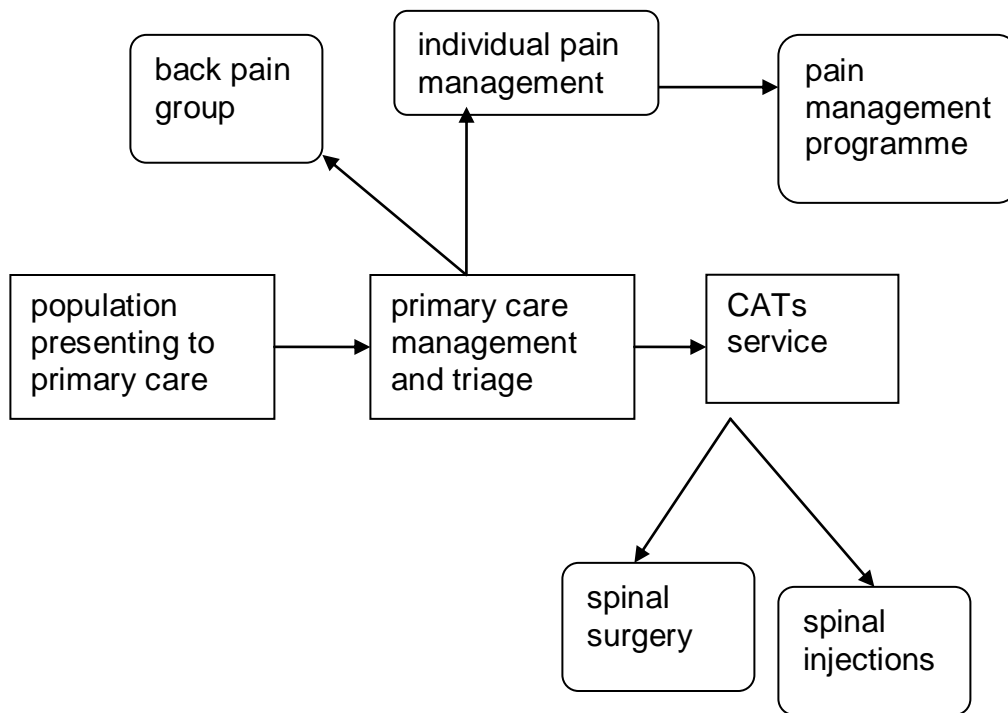 back pain
group
individual pain
management
pain
management
programme
population
presenting to
primary care
primary care
management
and triage
CATs
service
spinal
surgery
spinal
injections